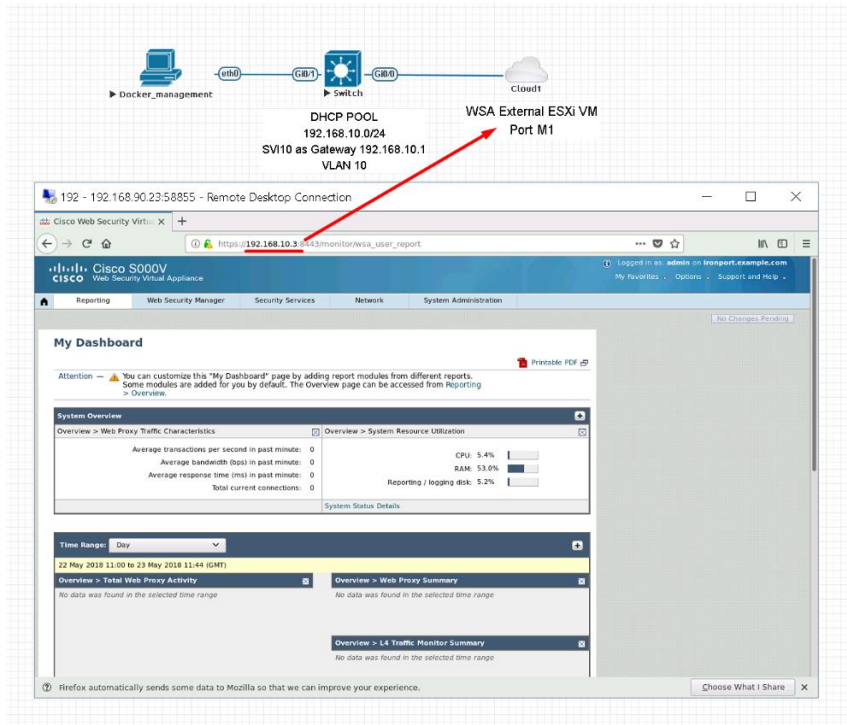 eth0
Gi0/1
Gi0/0
Docker_management
Switch
Cloud1
DHCP POOL
192.168.10.0/24
SVI10 as Gateway 192.168.10.1
VLAN 10
WSA External ESXi VM
Port M1
192 - 192.168.90.23:58855 - Remote Desktop Connection
Cisco Web Security Virtu
https://192.168.10.3:8443/monitor/wsa_user_report
CISCO
Cisco S000V
Web Security Virtual Appliance
Logged in as: admin on ironport.example.com
My Favorites Options Support and Help
Reporting Web Security Manager Security Services Network System Administration
No Changes Pending
My Dashboard
Printable PDF
Attention — You can customize this "My Dashboard" page by adding report modules from different reports.
Some modules are added for you by default. The Overview page can be accessed from Reporting
> Overview.
System Overview
Overview > Web Proxy Traffic Characteristics
Average transactions per second in past minute: 0
Average bandwidth (bps) in past minute: 0
Average response time (ms) in past minute: 0
Total current connections: 0
Overview > System Resource Utilization
CPU: 5.4%
RAM: 53.0%
Reporting / logging disk: 5.2%
System Status Details
Time Range: Day
22 May 2018 11:00 to 23 May 2018 11:44 (GMT)
Overview > Total Web Proxy Activity
No data was found in the selected time range
Overview > Web Proxy Summary
No data was found in the selected time range
Overview > L4 Traffic Monitor Summary
No data was found in the selected time range
Firefox automatically sends some data to Mozilla so that we can improve your experience.
Choose What I Share